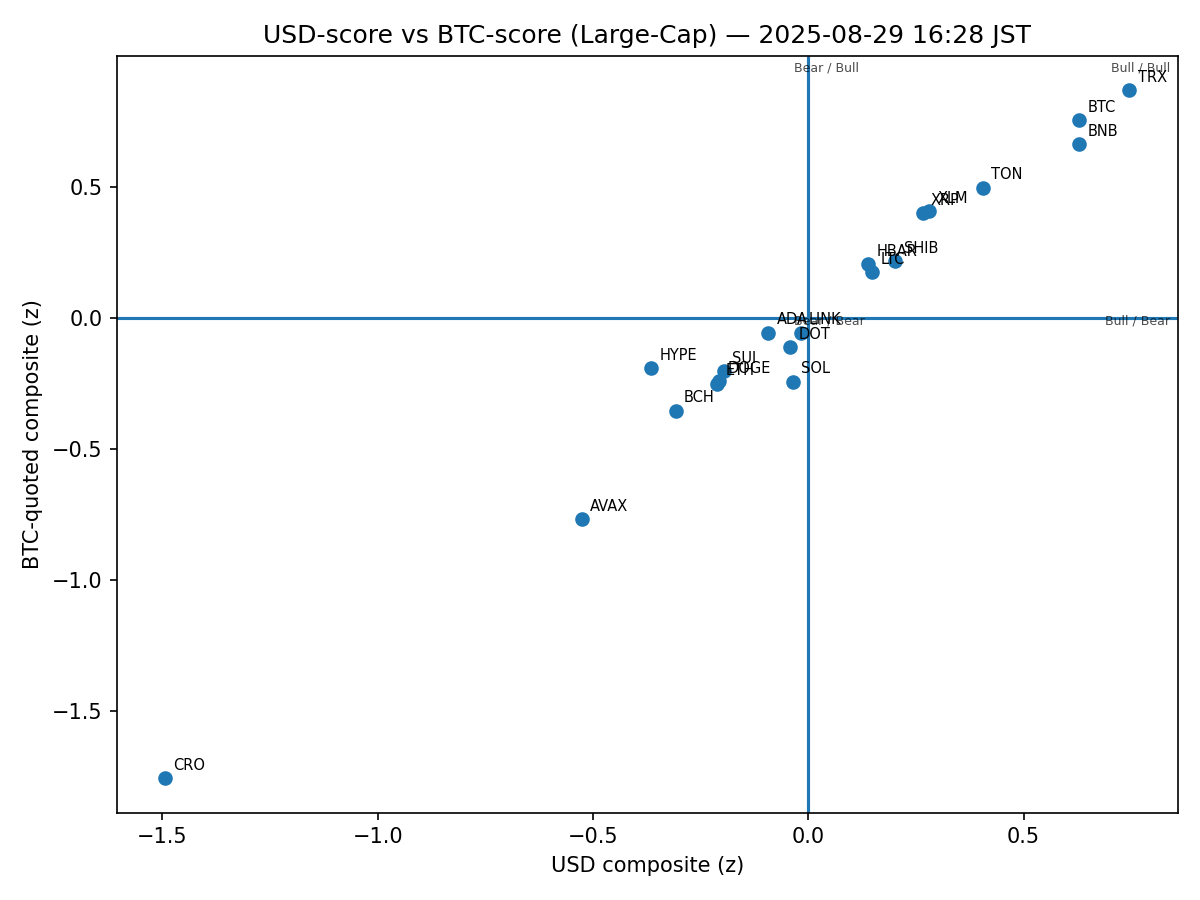 USD-score vs BTC-score (Large-Cap) — 2025-08-29 16:28 JST
Bear / Bull
Bull / Bull
TRX
BTC
BNB
TON
XRP
XLM
HBAR
SHIB
LTC
ADA
LINK
Bear / Bear
Bull / Bear
DOT
HYPE
SUI
DOGE
ETH
SOL
BCH
AVAX
CRO
0.5
0.0
−0.5
−1.0
−1.5
BTC-quoted composite (z)
−1.5
−1.0
−0.5
0.0
0.5
USD composite (z)